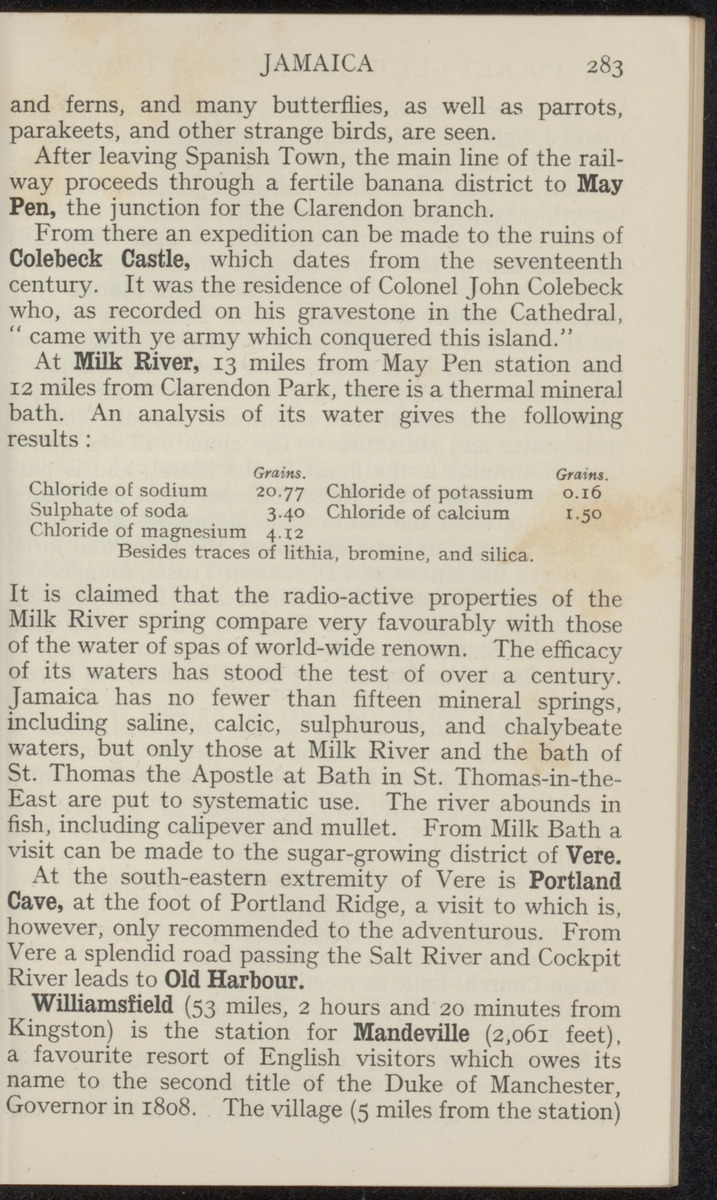 JAMAICA 283
and ferns, and many butterflies, as well as parrots,
parakeets, and other strange birds, are seen.
After leaving Spanish Town, the main line of the rail-
way proceeds through a fertile banana district to May
Pen, the junction for the Clarendon branch.
From there an expedition can be made to the ruins of
Colebeck Castle, which dates from the seventeenth
century. It was the residence of Colonel John Colebeck
who, as recorded on his gravestone in the Cathedral,
" came with ye army which conquered this island."
At Milk River, 13 miles from May Pen station and
12 miles from Clarendon Park, there is a thermal mineral
bath. An analysis of its water gives the following
results :
Grains. Grains.
Chloride of sodium 20.77 Chloride of potassium 0.16
Sulphate of soda 3.40 Chloride of calcium 1.50
Chloride of magnesium 4.12
Besides traces of lithia, bromine, and silica.
It is claimed that the radio-active properties of the
Milk River spring compare very favourably with those
of the water of spas of world-wide renown. The efficacy
of its waters has stood the test of over a century.
Jamaica has no fewer than fifteen mineral springs,
including saline, calcic, sulphurous, and chalybeate
waters, but only those at Milk River and the bath of
St. Thomas the Apostle at Bath in St. Thomas-in-the-
East are put to systematic use. The river abounds in
fish, including calipever and mullet. From Milk Bath a
visit can be made to the sugar-growing district of Vere.
At the south-eastern extremity of Vere is Portland
Cave, at the foot of Portland Ridge, a visit to which is,
however, only recommended to the adventurous. From
Vere a splendid road passing the Salt River and Cockpit
River leads to Old Harbour.
Williamsfield (53 miles, 2 hours and 20 minutes from
Kingston) is the station for Mandeville (2,061 feet),
a favourite resort of English visitors which owes its
name to the second title of the Duke of Manchester,
Governor in 1808. The village (5 miles from the station)